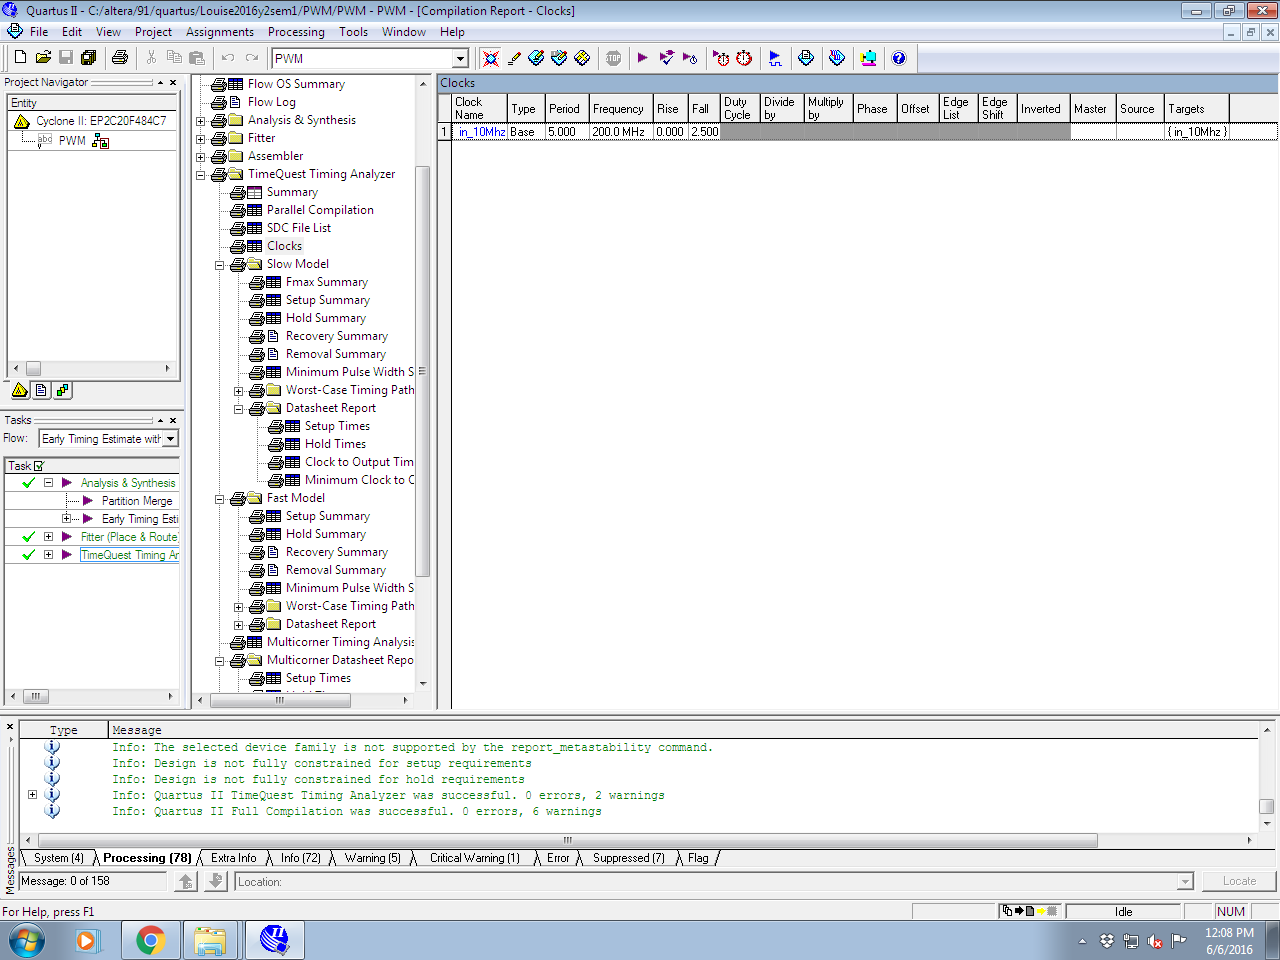 Quartus II - C:/altera/91/quartus/Louise2016y2sem1/PWM/PWM - PWM - [Compilation Report - Clocks]
File Edit View Project Assignments Processing Tools Window Help
PWM
Project Navigator
Entity
Cyclone II: EP2C20F484C7
abc PWM
Tasks
Flow: Early Timing Estimate with
Task
Analysis & Synthesis
Partition Merge
Early Timing Esti
Fitter (Place & Route)
TimeQuest Timing Ar
Flow OS Summary
Flow Log
Analysis & Synthesis
Fitter
Assembler
TimeQuest Timing Analyzer
Summary
Parallel Compilation
SDC File List
Clocks
Slow Model
Fmax Summary
Setup Summary
Hold Summary
Recovery Summary
Removal Summary
Minimum Pulse Width S
Worst-Case Timing Path
Datasheet Report
Setup Times
Hold Times
Clock to Output Tim
Minimum Clock to C
Fast Model
Setup Summary
Hold Summary
Recovery Summary
Removal Summary
Minimum Pulse Width S
Worst-Case Timing Path
Datasheet Report
Multicorner Timing Analysis
Multicorner Datasheet Repo
Setup Times
Clocks
Clock Name Type Period Frequency Rise Fall Duty Cycle Divide by Multiply by Phase Offset Edge List Edge Shift Inverted Master Source Targets
1 in_10Mhz Base 5.000 200.0 MHz 0.000 2.500 { in_10Mhz }
Type Message
Info: The selected device family is not supported by the report_metastability command.
Info: Design is not fully constrained for setup requirements
Info: Design is not fully constrained for hold requirements
Info: Quartus II TimeQuest Timing Analyzer was successful. 0 errors, 2 warnings
Info: Quartus II Full Compilation was successful. 0 errors, 6 warnings
System (4) Processing (78) Extra Info Info (72) Warning (5) Critical Warning (1) Error Suppressed (7) Flag
Messages
Message: 0 of 158 Location: Locate
For Help, press F1 Idle NUM
12:08 PM
6/6/2016